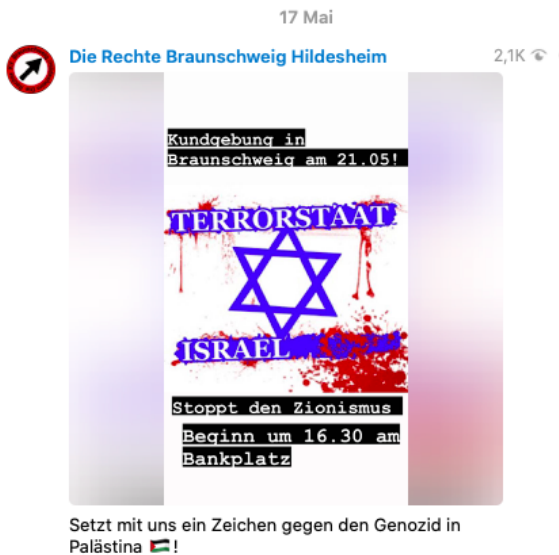 17 Mai
Die Rechte Braunschweig Hildesheim
2,1K
Kundgebung in
Braunschweig am 21.05!
TERRORSTAAT
ISRAEL
Stoppt den Zionismus
Beginn um 16.30 am
Bankplatz
Setzt mit uns ein Zeichen gegen den Genozid in
Palästina 🇵🇸!